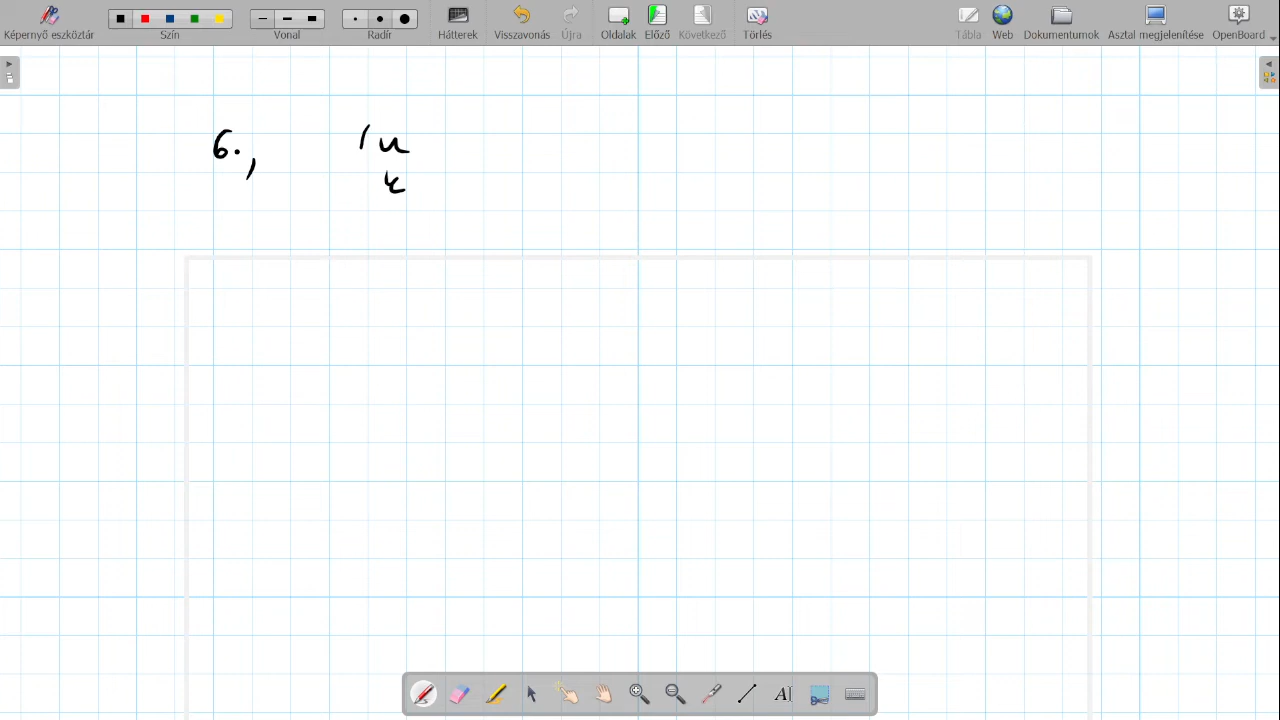 Képernyő eszköztár Szín Vonal Radír Hátterek Visszavonás Újra Oldalak Előző Következő Törlés Tábla Web Dokumentumok Asztal megjelenítése OpenBoard
6., (n
k
AI